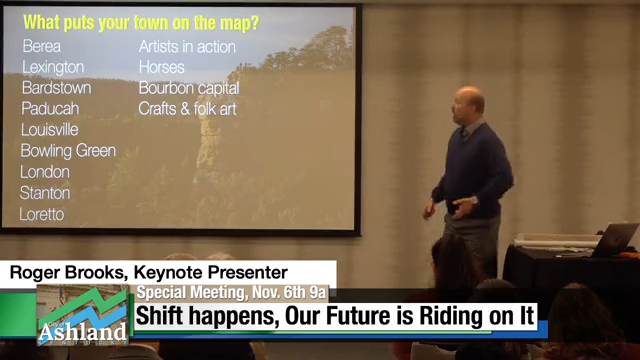 What puts your town on the map?
Berea Artists in action
Lexington Horses
Bardstown Bourbon capital
Paducah Crafts & folk art
Louisville
Bowling Green
London
Stanton
Loretto
Roger Brooks, Keynote Presenter
Special Meeting, Nov. 6th 9a
Shift happens, Our Future is Riding on It
Ashland